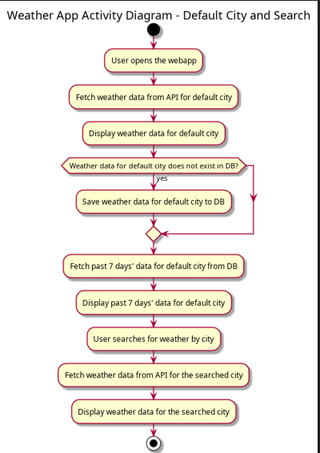 Weather App Activity Diagram - Default City and Search
User opens the webapp
Fetch weather data from API for default city
Display weather data for default city
Weather data for default city does not exist in DB?
yes
Save weather data for default city to DB
Fetch past 7 days' data for default city from DB
Display past 7 days' data for default city
User searches for weather by city
Fetch weather data from API for the searched city
Display weather data for the searched city